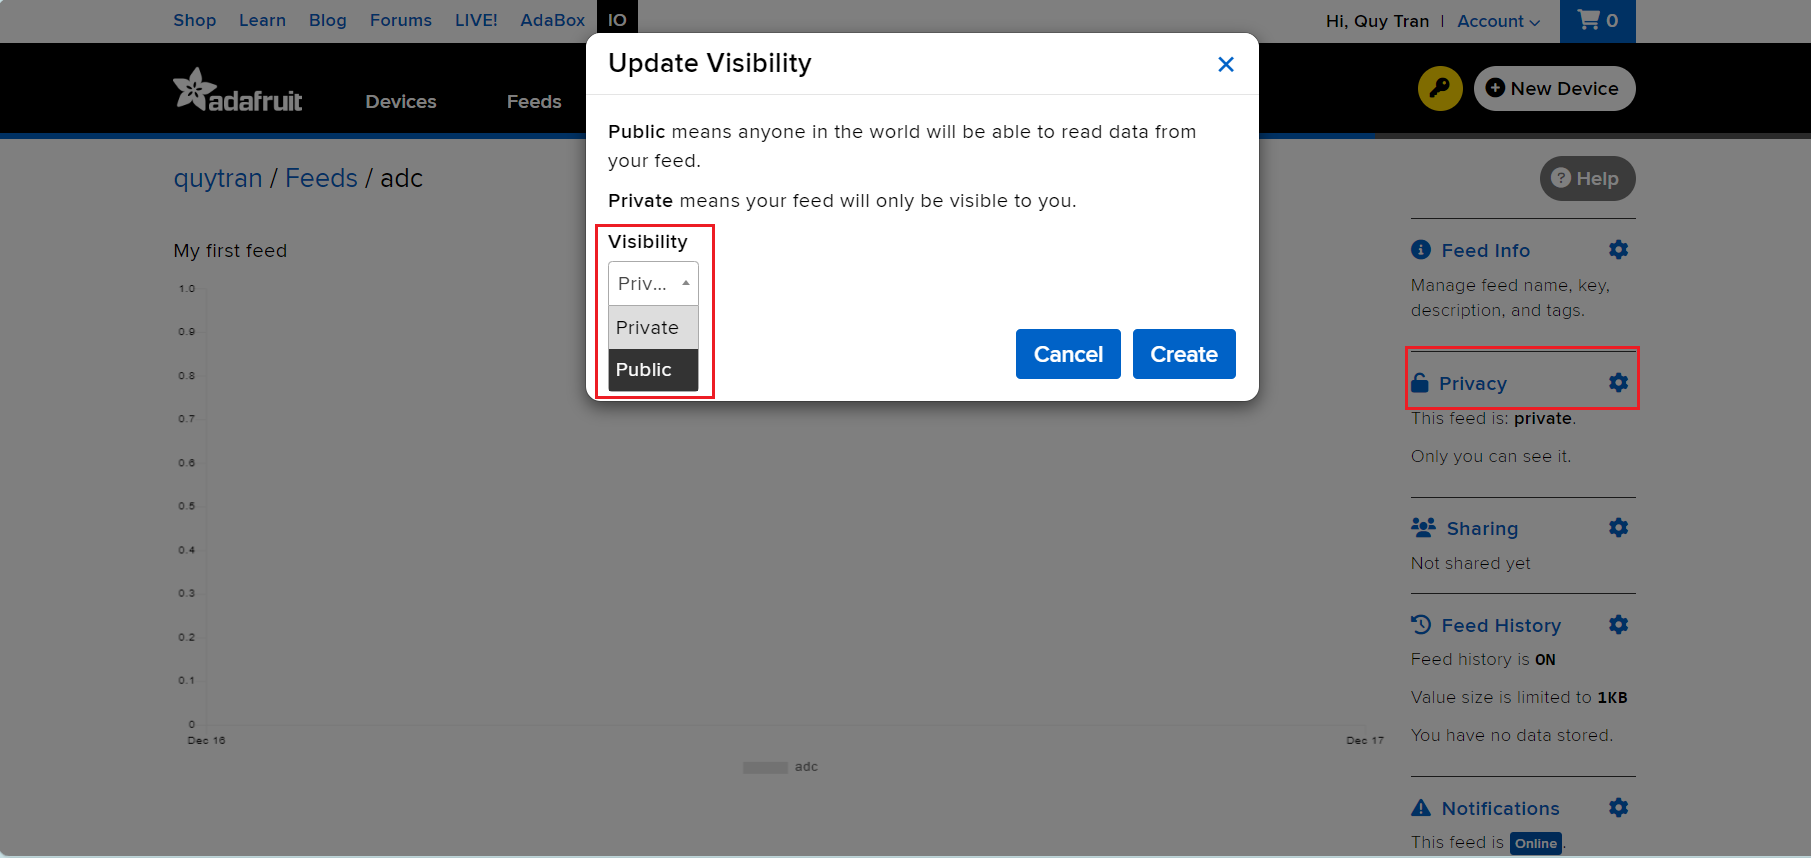 Shop Learn Blog Forums LIVE! AdaBox IO
Hi, Quy Tran | Account 0
adafruit Devices Feeds
New Device
Update Visibility
Public means anyone in the world will be able to read data from
your feed.
Private means your feed will only be visible to you.
Visibility
Priv...
Private
Public
Cancel Create
quytran / Feeds / adc
My first feed
1.0
0.9
0.8
0.7
0.6
0.5
0.4
0.3
0.2
0.1
0
Dec 16 Dec 17
adc
? Help
Feed Info
Manage feed name, key,
description, and tags.
Privacy
This feed is: private.
Only you can see it.
Sharing
Not shared yet
Feed History
Feed history is ON
Value size is limited to 1KB
You have no data stored.
Notifications
This feed is Online.